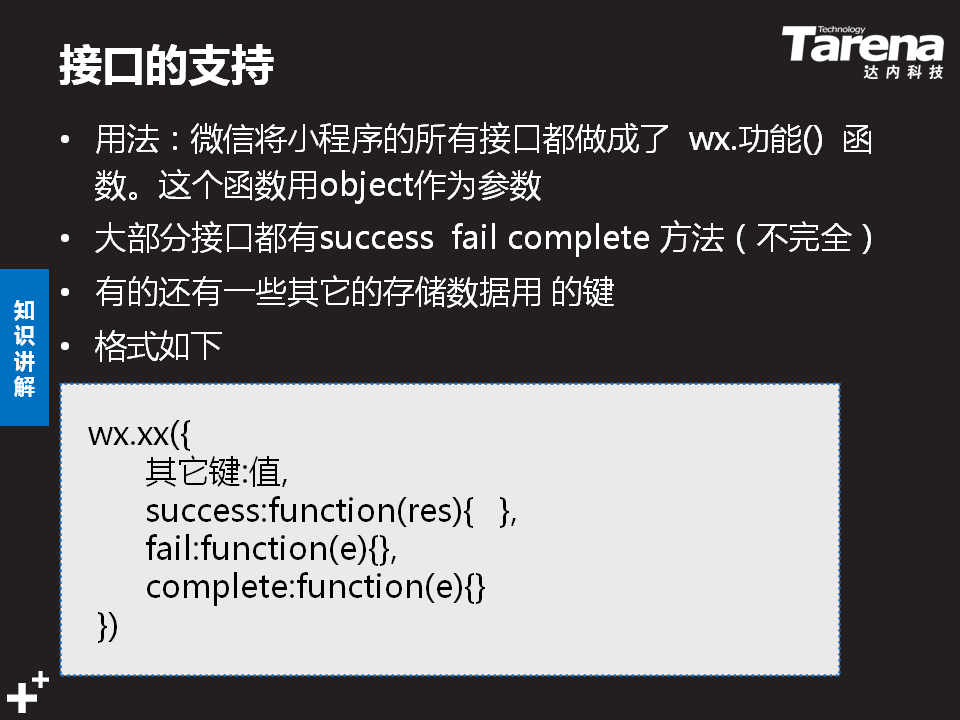 接口的支持
Technology
Tarena
达内科技
• 用法：微信将小程序的所有接口都做成了 wx.功能() 函
数。这个函数用object作为参数
• 大部分接口都有success fail complete 方法（不完全）
• 有的还有一些其它的存储数据用 的键
• 格式如下
知识讲解
wx.xx({
其它键:值,
success:function(res){ },
fail:function(e){},
complete:function(e){}
})